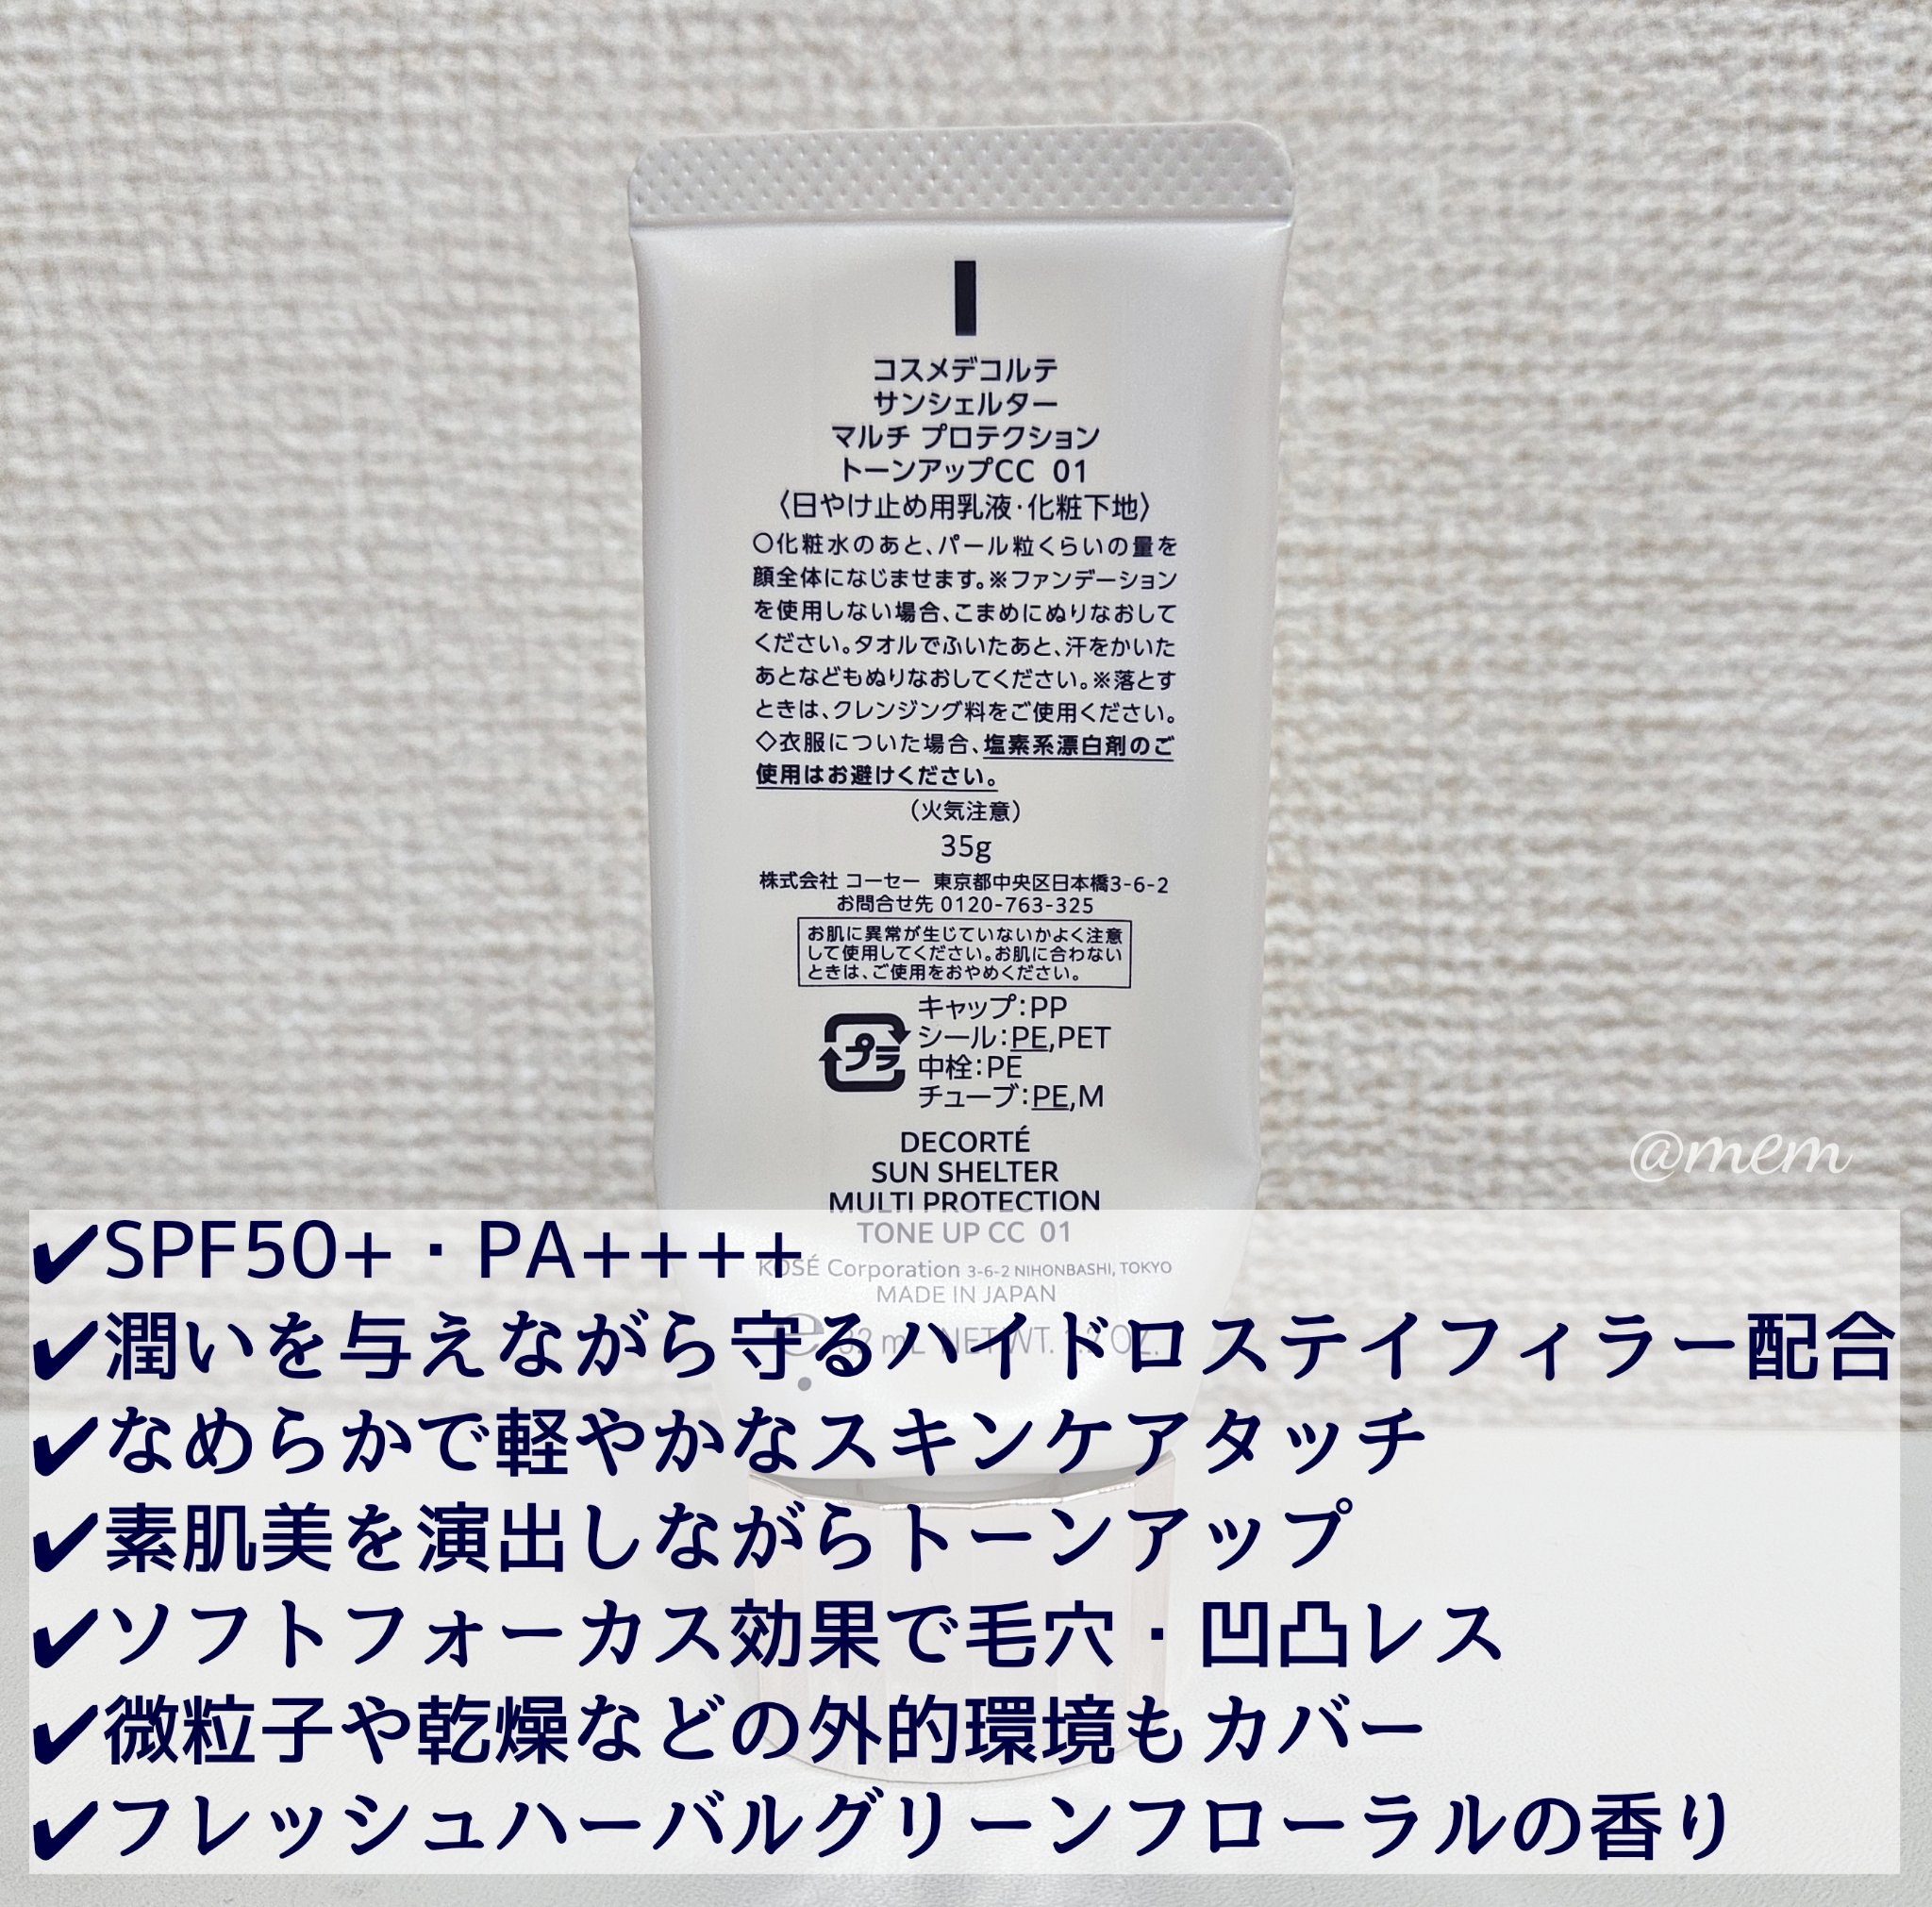 コスメデコルテ
サンシェルター
マルチ プロテクション
トーンアップCC 01
〈日やけ止め用乳液・化粧下地〉
○化粧水のあと、パール粒くらいの量を
顔全体になじませます。※ファンデーション
を使用しない場合、こまめにぬりなおして
ください。タオルでふいたあと、汗をかいた
あとなどもぬりなおしてください。※落とす
ときは、クレンジング料をご使用ください。
◇衣服についた場合、塩素系漂白剤のご
使用はお避けください。
（火気注意）
35g
株式会社 コーセー 東京都中央区日本橋3-6-2
お問合せ先 0120-763-325
お肌に異常が生じていないかよく注意
して使用してください。お肌に合わない
ときは、ご使用をおやめください。
プラ
キャップ：PP
シール：PE,PET
中栓：PE
チューブ：PE,M
DECORTÉ
SUN SHELTER
MULTI PROTECTION
TONE UP CC 01
KOSÉ Corporation 3-6-2 NIHONBASHI, TOKYO
MADE IN JAPAN
e 32 mL NET WT. 1.2 OZ.
@mem
✔SPF50+・PA++++
✔潤いを与えながら守るハイドロステイフィラー配合
✔なめらかで軽やかなスキンケアタッチ
✔素肌美を演出しながらトーンアップ
✔ソフトフォーカス効果で毛穴・凹凸レス
✔微粒子や乾燥などの外的環境もカバー
✔フレッシュハーバルグリーンフローラルの香り